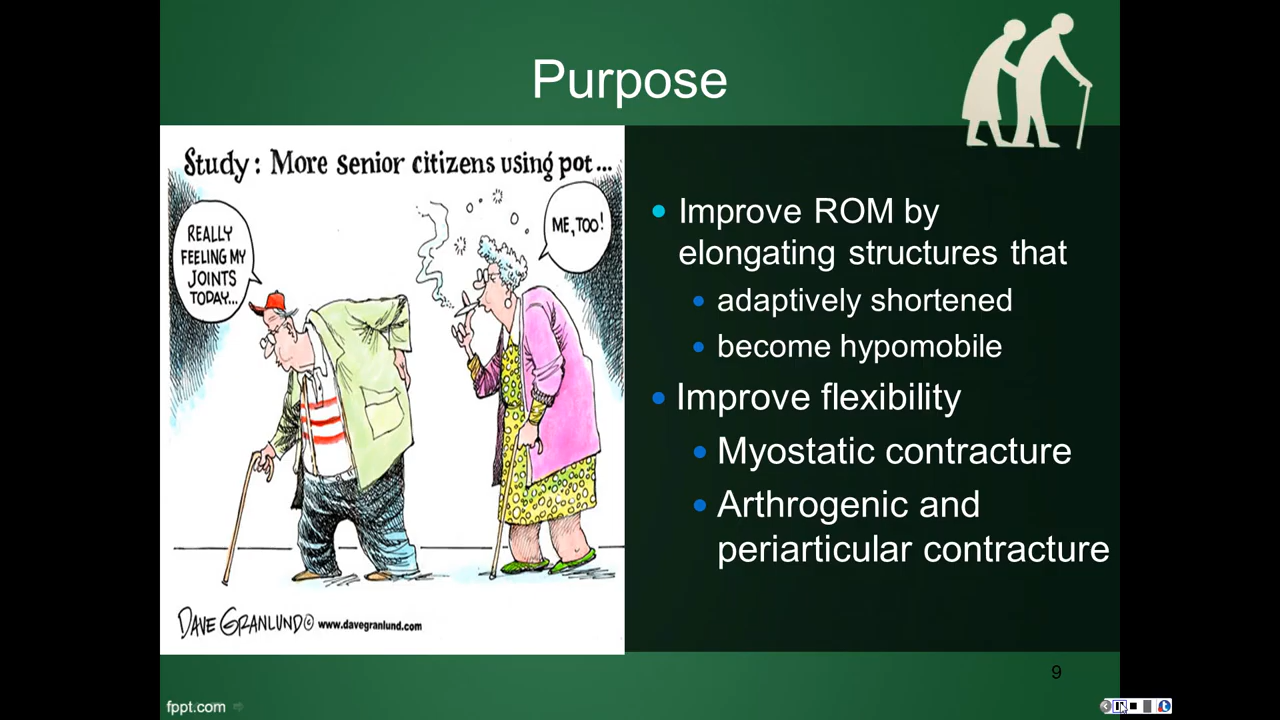 Purpose
Study: More senior citizens using pot...
REALLY
FEELING MY
JOINTS
TODAY...
ME, TOO!
DAVE GRANLUND© www.davegranlund.com
Improve ROM by
elongating structures that
adaptively shortened
become hypomobile
Improve flexibility
Myostatic contracture
Arthrogenic and
periarticular contracture
9
fppt.com